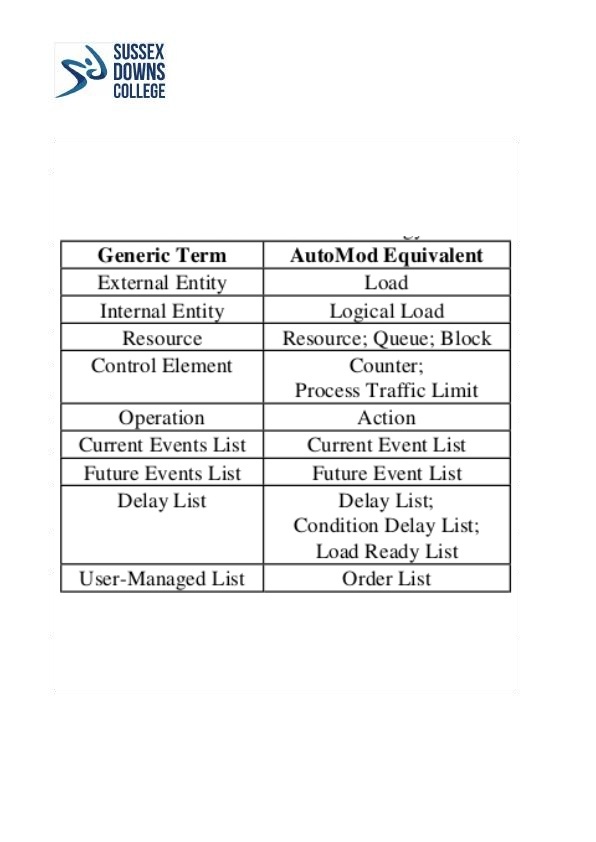 SUSSEX
DOWNS
COLLEGE
Generic Term AutoMod Equivalent
External Entity Load
Internal Entity Logical Load
Resource Resource; Queue; Block
Control Element Counter;
Process Traffic Limit
Operation Action
Current Events List Current Event List
Future Events List Future Event List
Delay List Delay List;
Condition Delay List;
Load Ready List
User-Managed List Order List